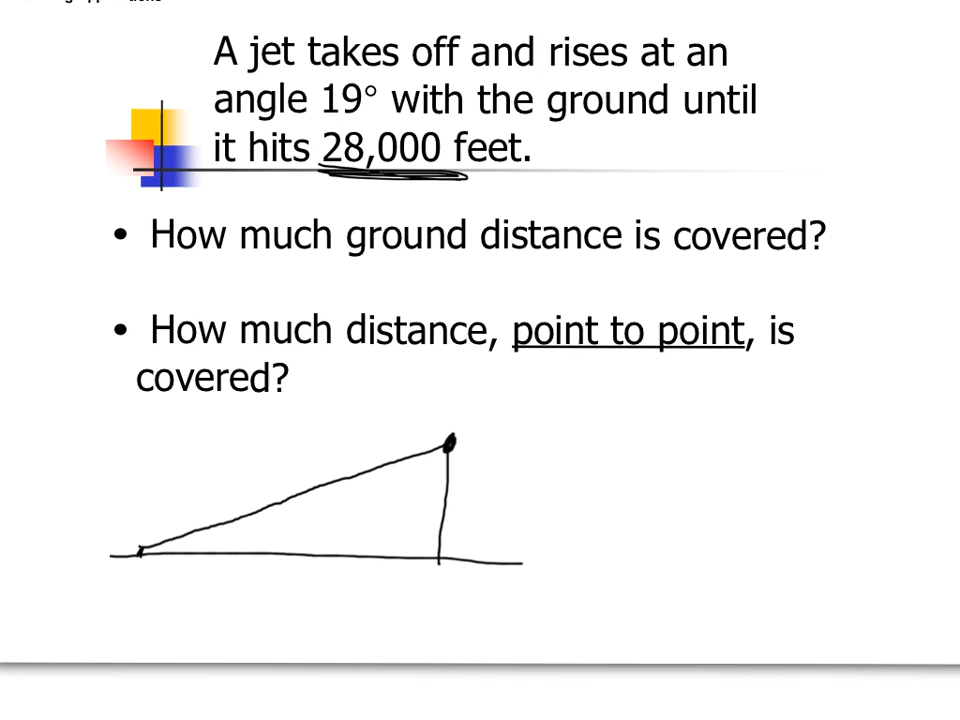 A jet takes off and rises at an
angle 19° with the ground until
it hits 28,000 feet.
• How much ground distance is covered?
• How much distance, point to point, is
covered?